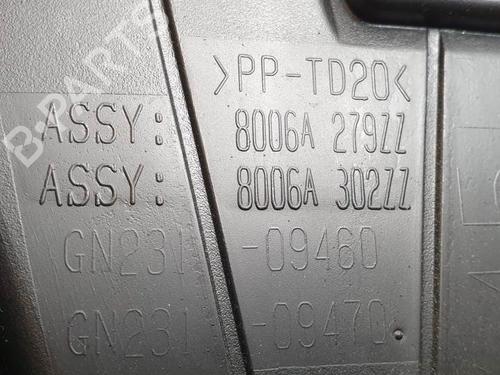 >PP-TD20<
ASSY: 8006A 279ZZ
ASSY: 8006A 302ZZ
GN231 -09460
GN231 -09470.
B-PARTS